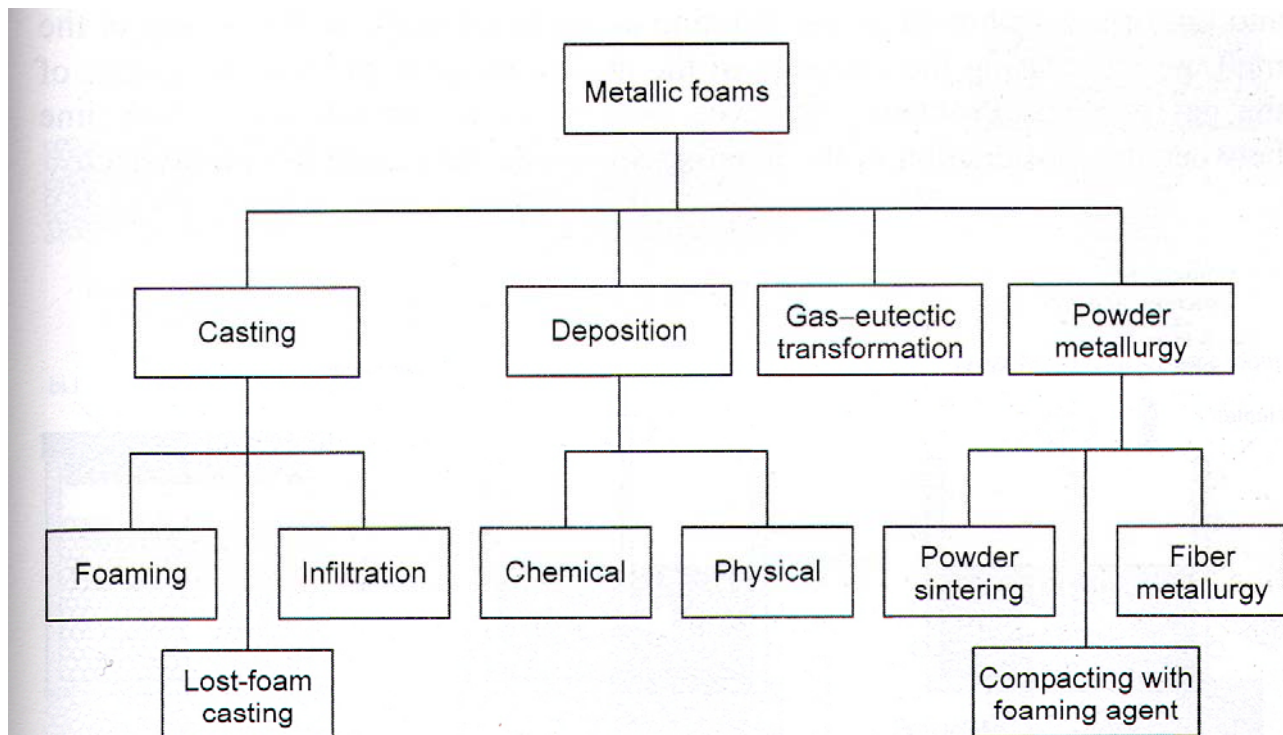 Metallic foams
Casting
Deposition
Gas–eutectic
transformation
Powder
metallurgy
Foaming
Infiltration
Chemical
Physical
Powder
sintering
Fiber
metallurgy
Lost-foam
casting
Compacting with
foaming agent